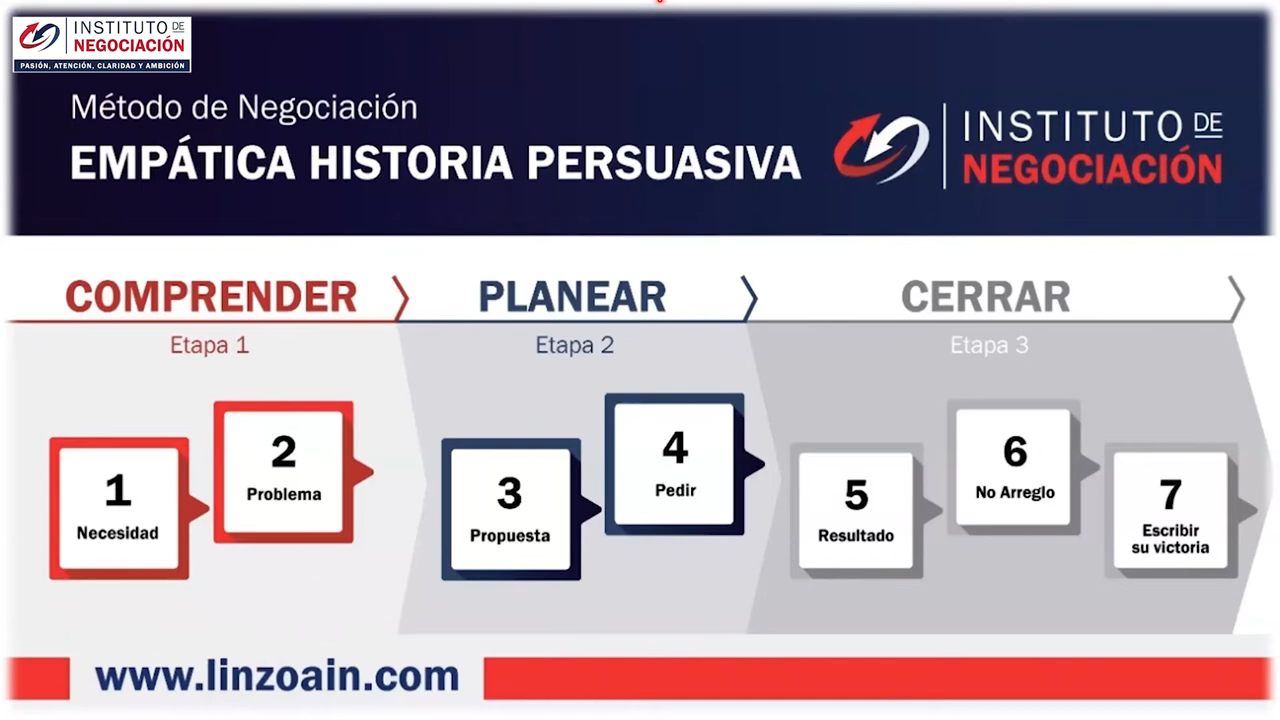 INSTITUTO DE
NEGOCIACIÓN
PASIÓN, ATENCIÓN, CLARIDAD Y AMBICIÓN
Método de Negociación
EMPÁTICA HISTORIA PERSUASIVA
INSTITUTO DE
NEGOCIACIÓN
COMPRENDER
Etapa 1
1
Necesidad
2
Problema
PLANEAR
Etapa 2
3
Propuesta
4
Pedir
CERRAR
Etapa 3
5
Resultado
6
No Arreglo
7
Escribir
su victoria
www.linzoain.com